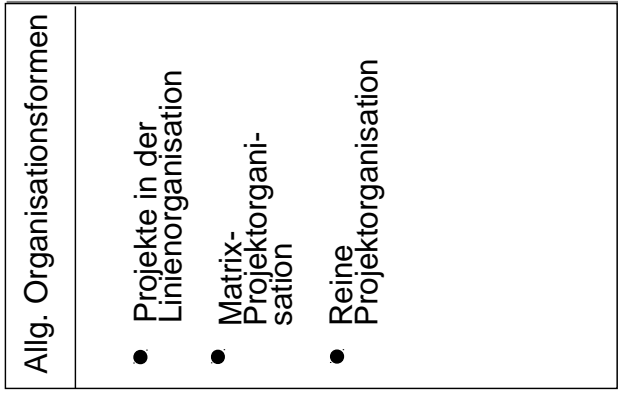 Allg. Organisationsformen
● Projekte in der
Linienorganisation
● Matrix-
Projektorgani-
sation
● Reine
Projektorganisation